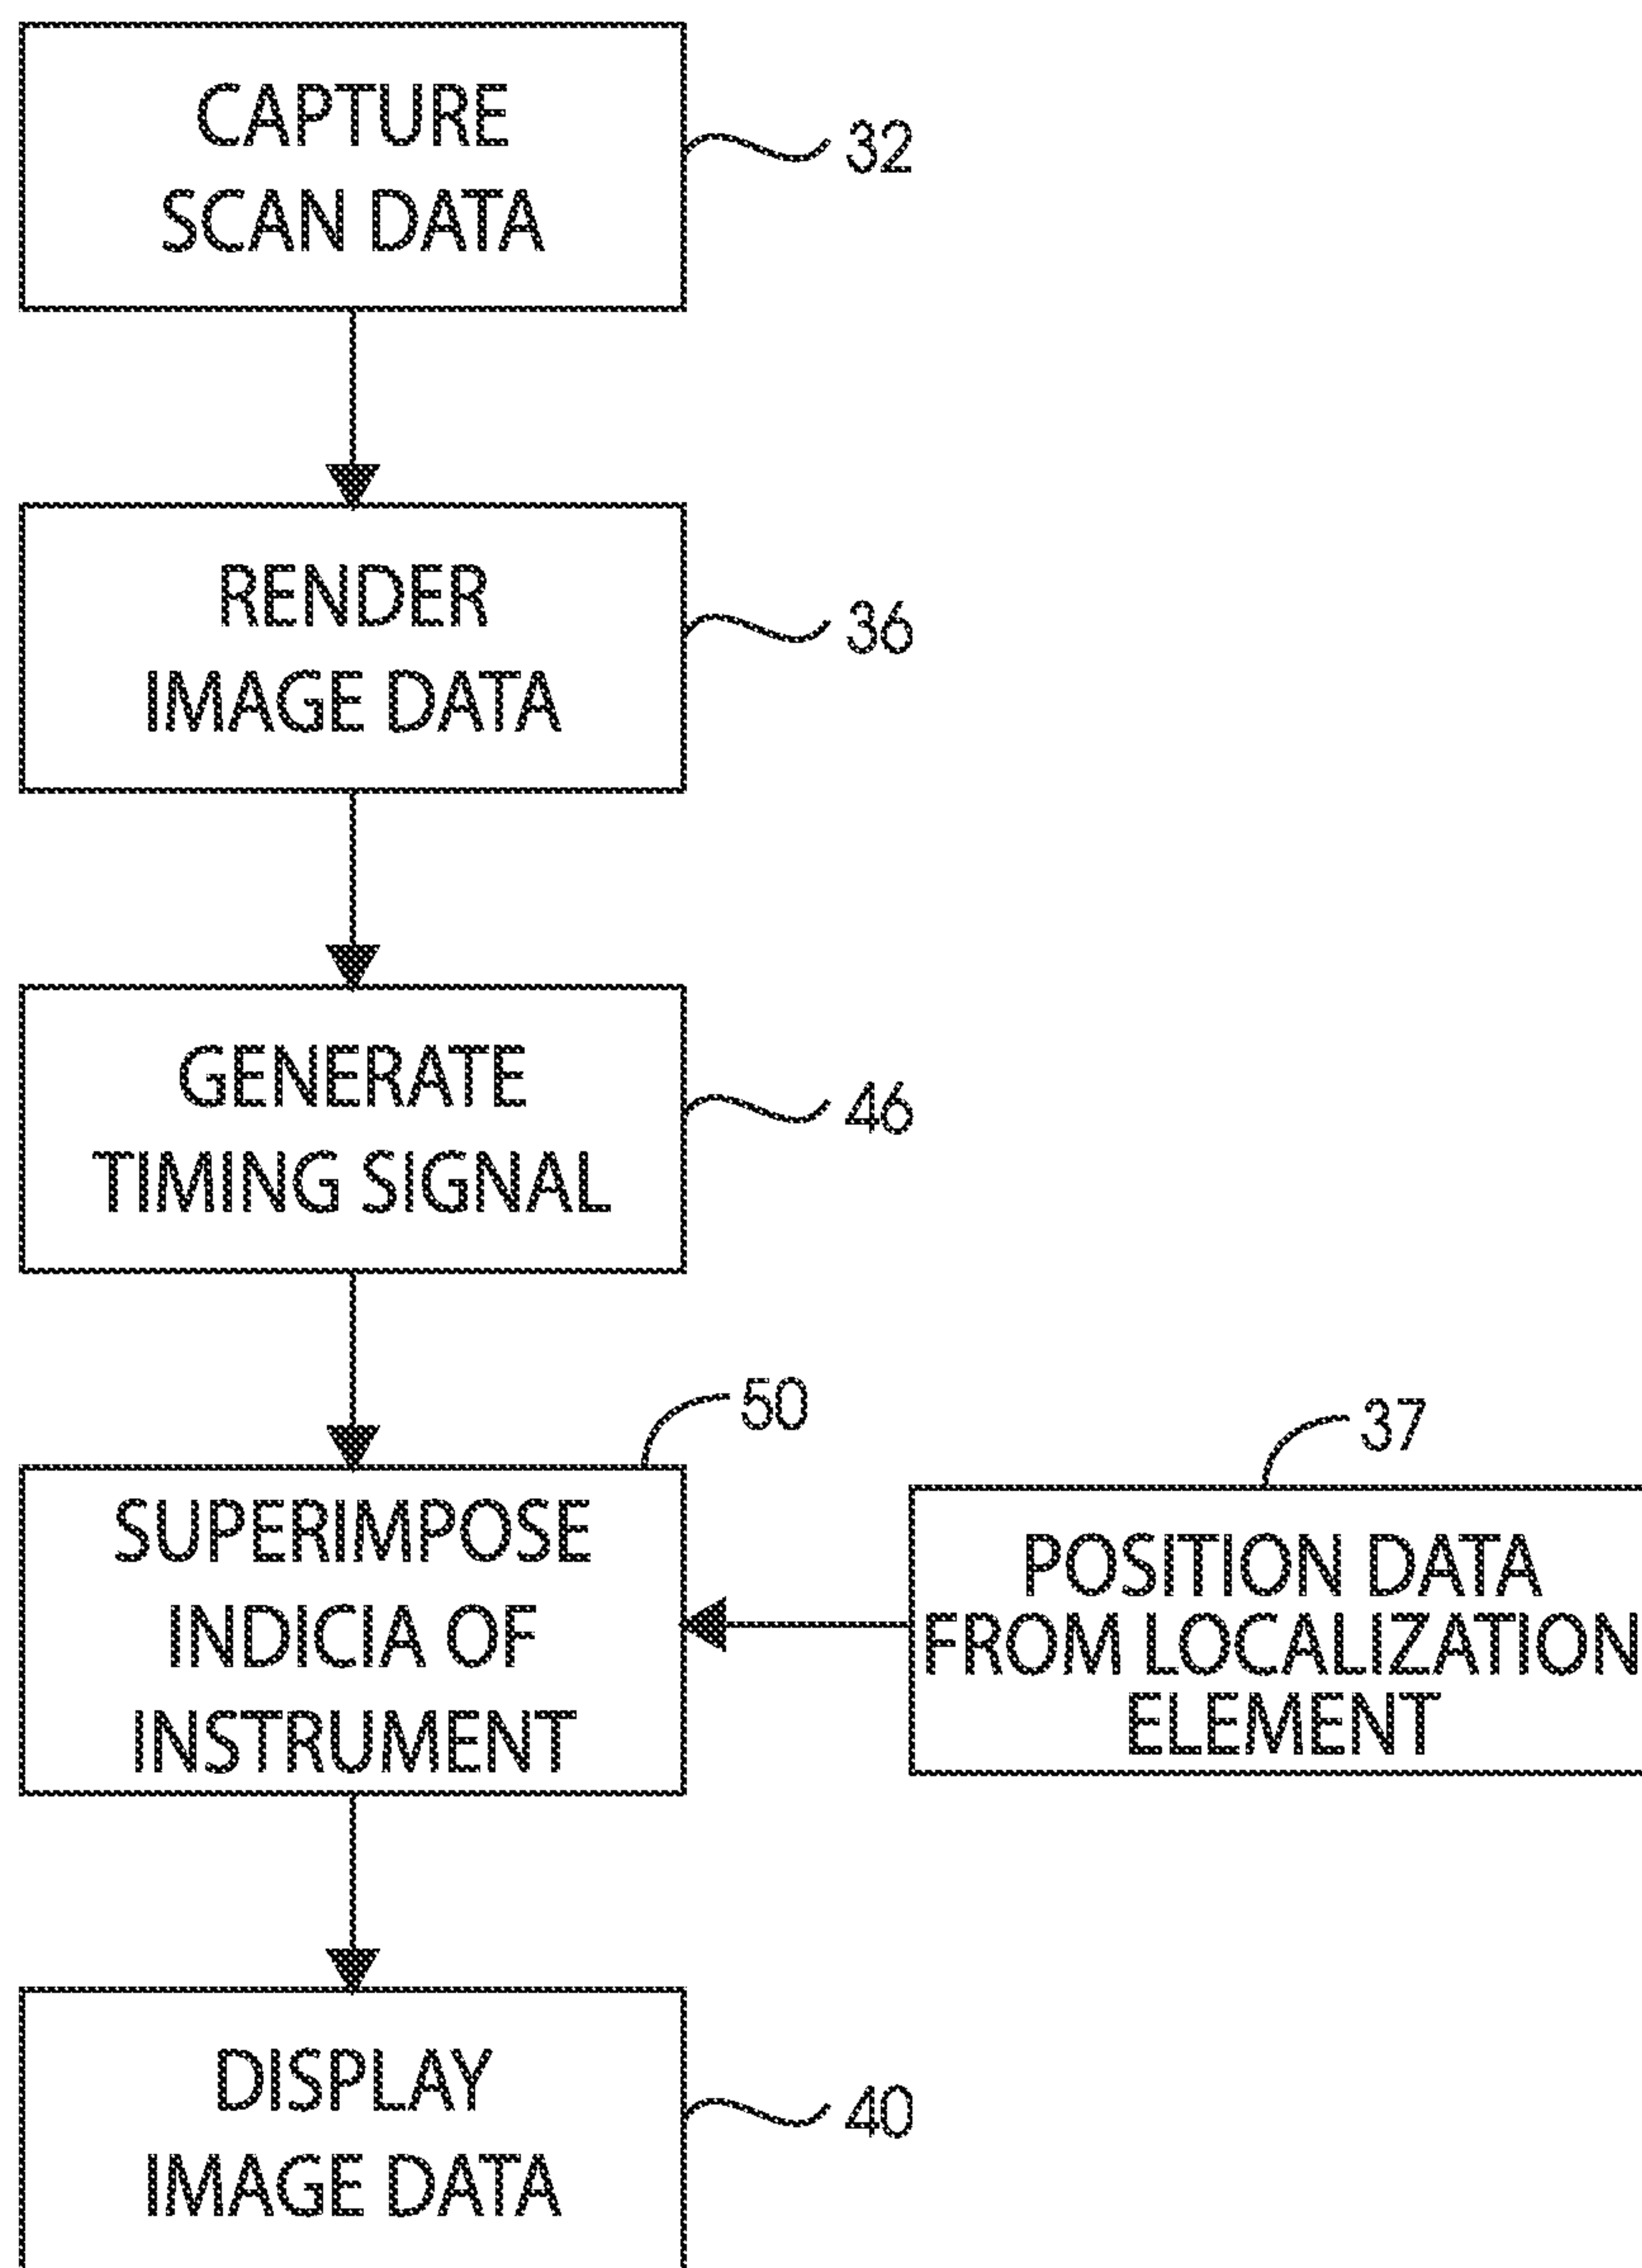 CAPTURE
SCAN DATA
32
RENDER
IMAGE DATA
36
GENERATE
TIMING SIGNAL
46
50
SUPERIMPOSE
INDICIA OF
INSTRUMENT
37
POSITION DATA
FROM LOCALIZATION
ELEMENT
DISPLAY
IMAGE DATA
40